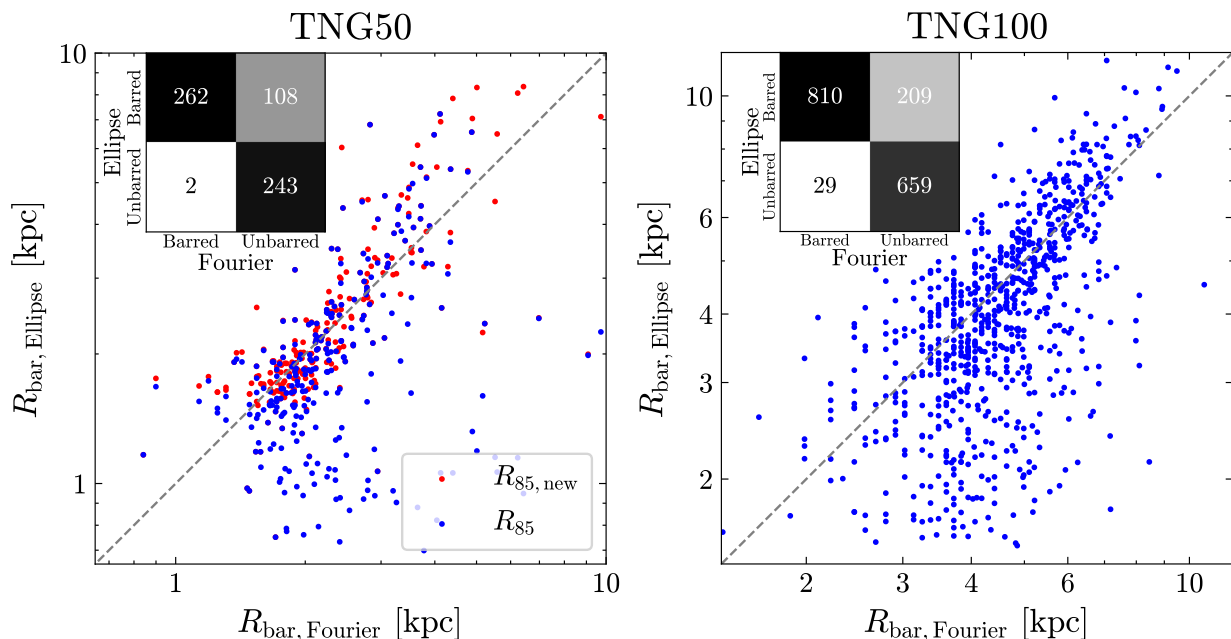 TNG50
10
1
R_bar, Ellipse [kpc]
Ellipse
Barred
Unbarred
262
108
2
243
Barred
Unbarred
Fourier
R_85, new
R_85
1
10
R_bar, Fourier [kpc]
TNG100
10
6
4
3
2
R_bar, Ellipse [kpc]
Ellipse
Barred
Unbarred
810
209
29
659
Barred
Unbarred
Fourier
2
3
4
6
10
R_bar, Fourier [kpc]